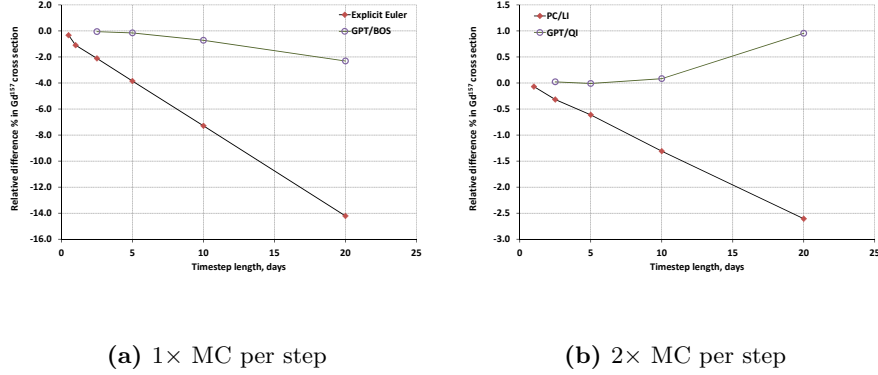 2.0
0.0
-2.0
-4.0
-6.0
-8.0
-10.0
-12.0
-14.0
-16.0
0 5 10 15 20 25
Relative difference % in Gd157 cross section
Timestep length, days
Explicit Euler
GPT/BOS
(a) 1× MC per step
1.5
1.0
0.5
0.0
-0.5
-1.0
-1.5
-2.0
-2.5
-3.0
0 5 10 15 20 25
Relative difference % in Gd157 cross section
Timestep length, days
PC/LI
GPT/QI
(b) 2× MC per step